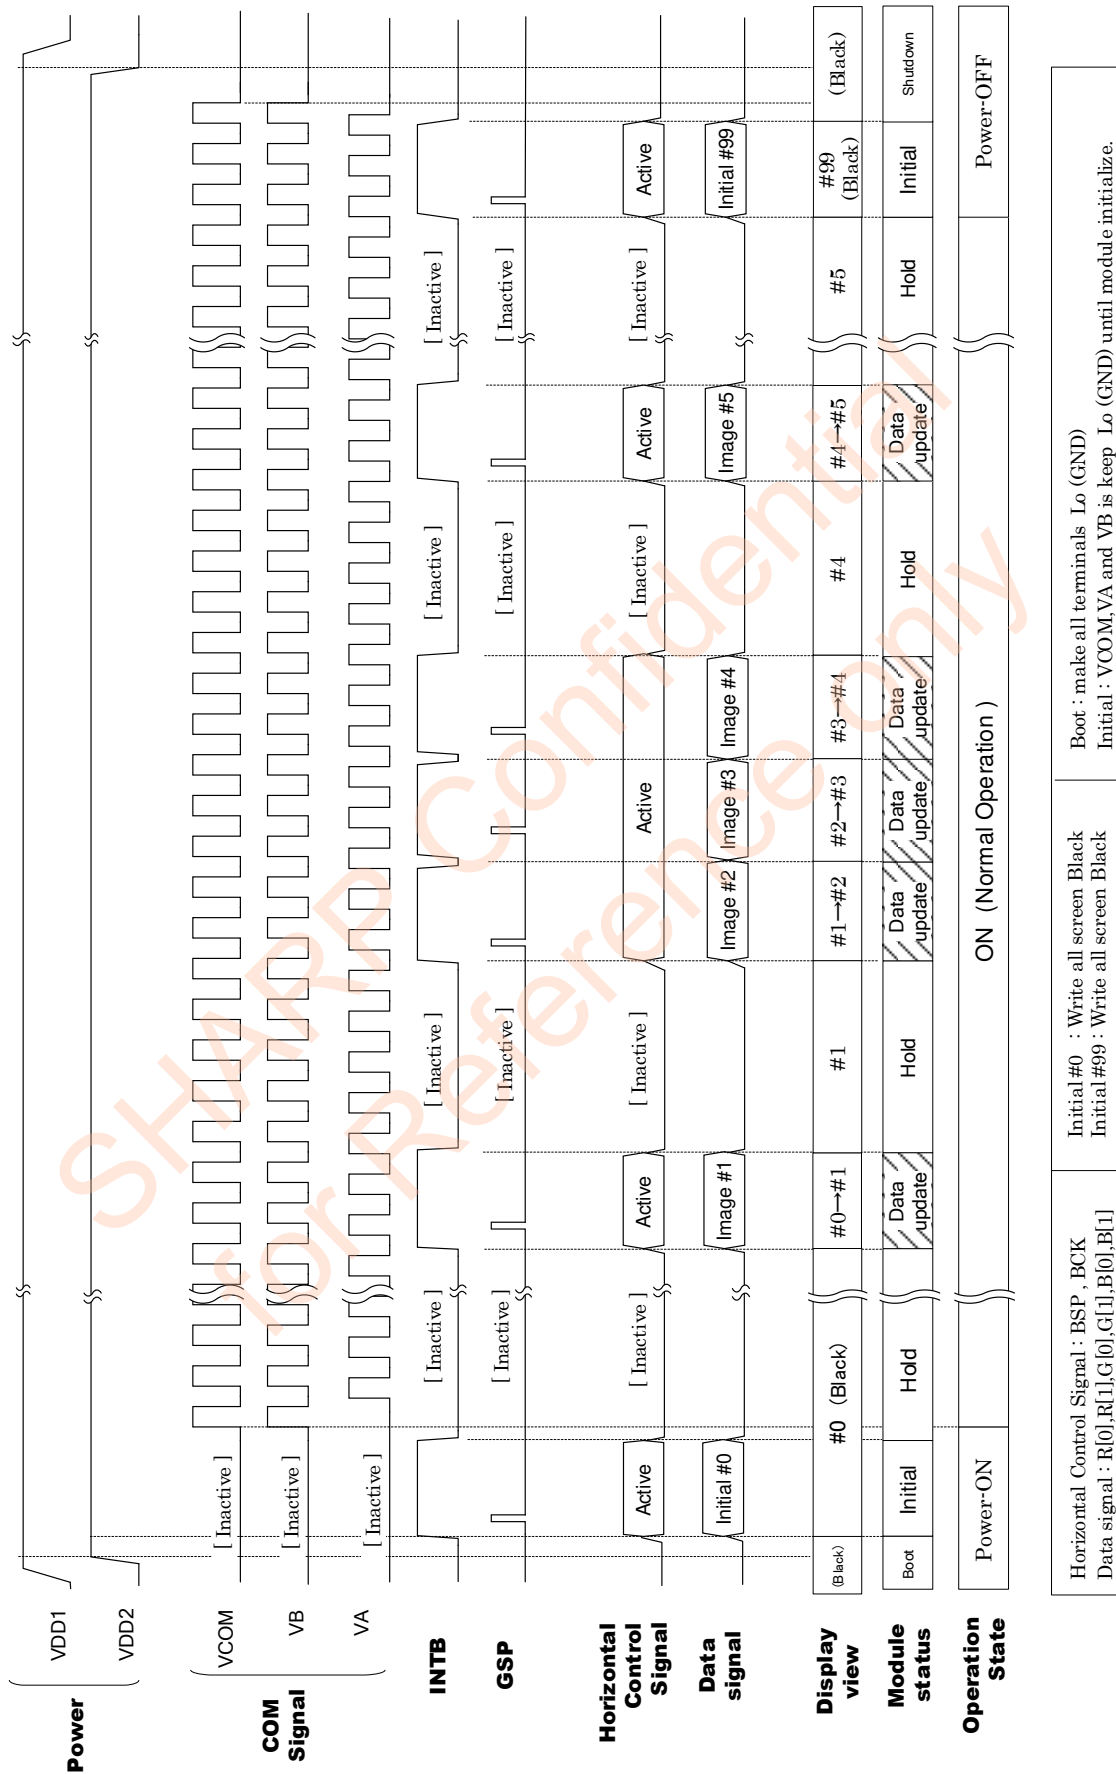 Power
VDD1
VDD2
COM
Signal
VCOM
[ Inactive ]
VB
[ Inactive ]
VA
[ Inactive ]
INTB
[ Inactive ]
[ Inactive ]
[ Inactive ]
[ Inactive ]
GSP
[ Inactive ]
[ Inactive ]
[ Inactive ]
[ Inactive ]
Horizontal
Control
Signal
Active
[ Inactive ]
Active
[ Inactive ]
Active
[ Inactive ]
Active
[ Inactive ]
Active
Data
signal
Initial #0
Image #1
Image #2
Image #3
Image #4
Image #5
Initial #99
Display
view
(Black)
#0 (Black)
#0→#1
#1
#1→#2
#2→#3
#3→#4
#4
#4→#5
#5
#99
(Black)
(Black)
Module
status
Boot
Initial
Hold
Data
update
Hold
Data
update
Data
update
Data
update
Hold
Data
update
Hold
Initial
Shutdown
Operation
State
Power-ON
ON (Normal Operation )
Power-OFF
Horizontal Control Signal : BSP , BCK
Data signal : R[0],R[1],G[0],G[1],B[0],B[1]
Initial #0 : Write all screen Black
Initial #99 : Write all screen Black
Boot : make all terminals Lo (GND)
Initial : VCOM,VA and VB is keep Lo (GND) until module initialize.
SHARP Confidential
for Reference only